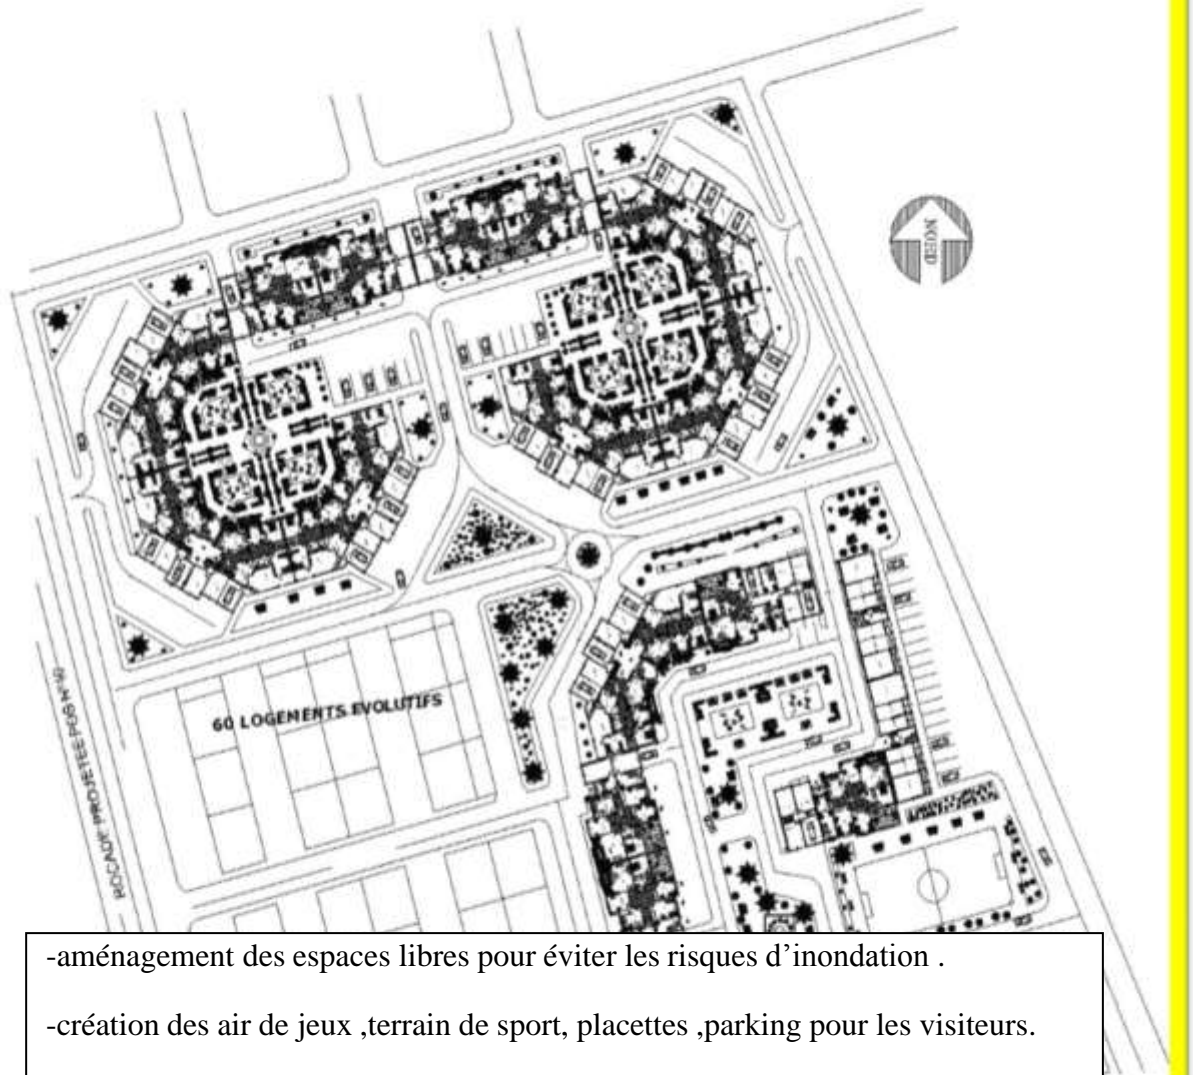 NORD
60 LOGEMENTS EVOLUTIFS
ROCADE PROJETEE POS N°
-aménagement des espaces libres pour éviter les risques d’inondation .
-création des air de jeux ,terrain de sport, placettes ,parking pour les visiteurs.